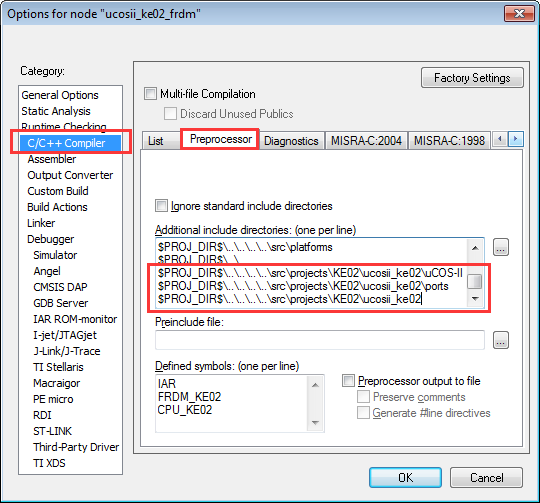 Options for node "ucosii_ke02_frdm"
Category:
General Options
Static Analysis
Runtime Checking
C/C++ Compiler
Assembler
Output Converter
Custom Build
Build Actions
Linker
Debugger
Simulator
Angel
CMSIS DAP
GDB Server
IAR ROM-monitor
I-jet/JTAGjet
J-Link/J-Trace
TI Stellaris
Macraigor
PE micro
RDI
ST-LINK
Third-Party Driver
TI XDS
Factory Settings
Multi-file Compilation
Discard Unused Publics
List
Preprocessor
Diagnostics
MISRA-C:2004
MISRA-C:1998
Ignore standard include directories
Additional include directories: (one per line)
$PROJ_DIR$\..\..\..\..\src\platforms
$PROJ_DIR$\..\
$PROJ_DIR$\..\..\..\..\src\projects\KE02\ucosii_ke02\uCOS-II
$PROJ_DIR$\..\..\..\..\src\projects\KE02\ucosii_ke02\ports
$PROJ_DIR$\..\..\..\..\src\projects\KE02\ucosii_ke02
...
Preinclude file:
...
Defined symbols: (one per line)
IAR
FRDM_KE02
CPU_KE02
Preprocessor output to file
Preserve comments
Generate #line directives
OK
Cancel